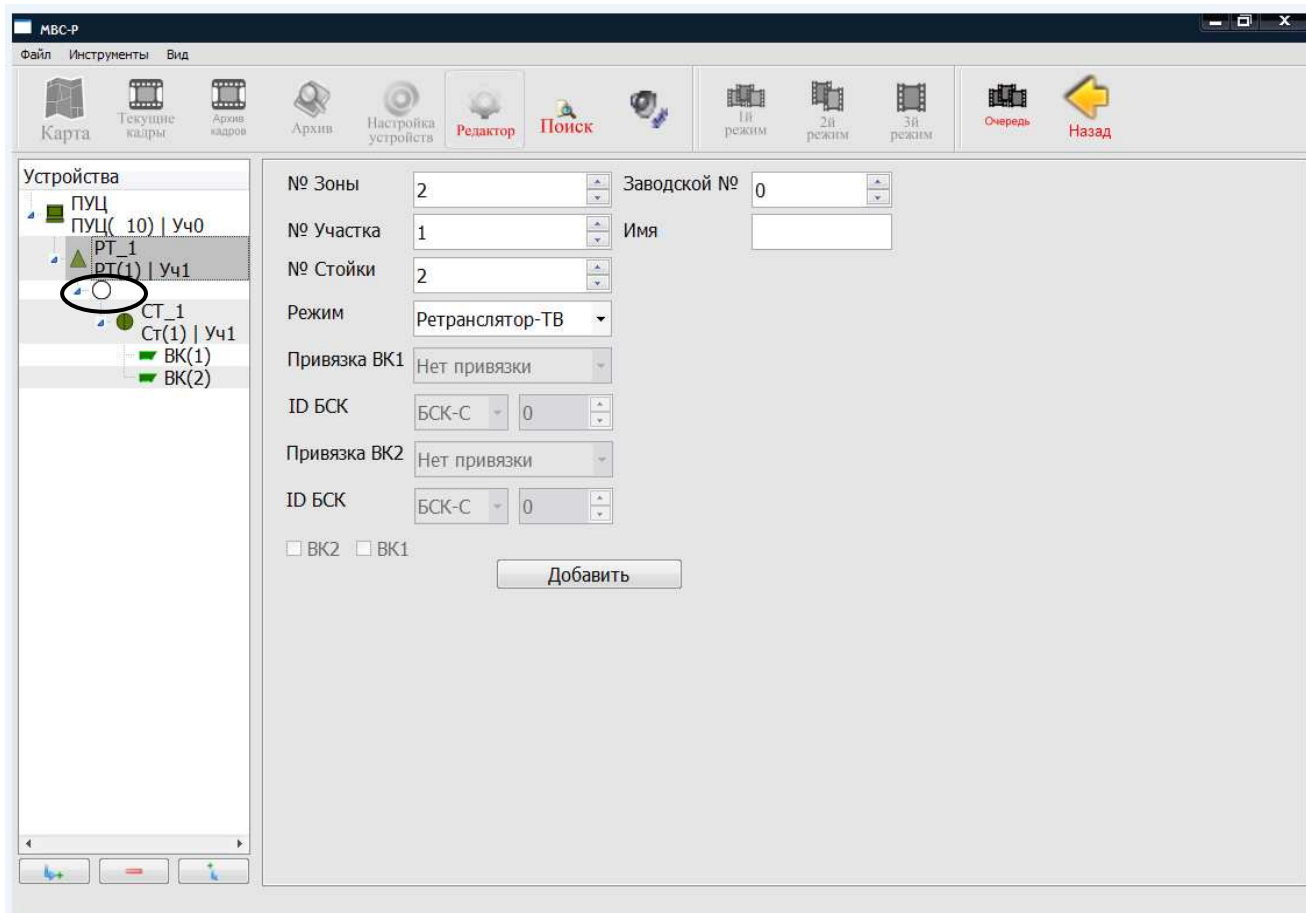 МВС-Р
Файл Инструменты Вид
Карта
Текущие кадры
Архив кадров
Архив
Настройка устройств
Редактор
Поиск
1й режим
2й режим
3й режим
Очередь
Назад
Устройства
ПУЦ
ПУЦ( 10) | Уч0
РТ_1
РТ(1) | Уч1
СТ_1
Ст(1) | Уч1
ВК(1)
ВК(2)
№ Зоны 2 Заводской № 0
№ Участка 1 Имя
№ Стойки 2
Режим Ретранслятор-ТВ
Привязка ВК1 Нет привязки
ID БСК БСК-С 0
Привязка ВК2 Нет привязки
ID БСК БСК-С 0
ВК2 ВК1
Добавить